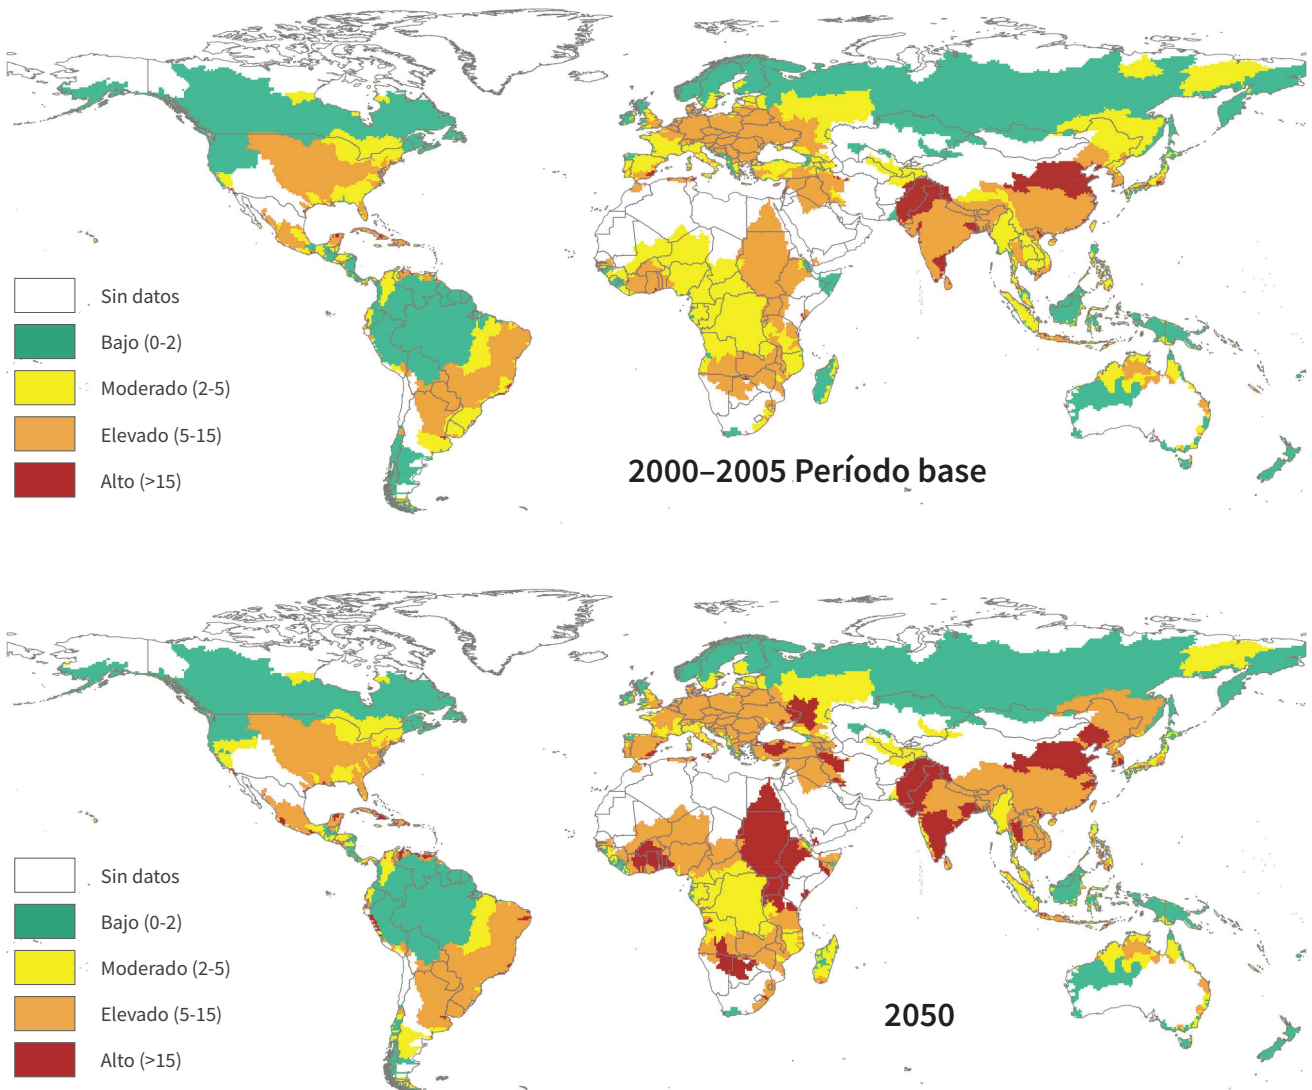 Sin datos
Bajo (0-2)
Moderado (2-5)
Elevado (5-15)
Alto (>15)
2000–2005 Período base
Sin datos
Bajo (0-2)
Moderado (2-5)
Elevado (5-15)
Alto (>15)
2050